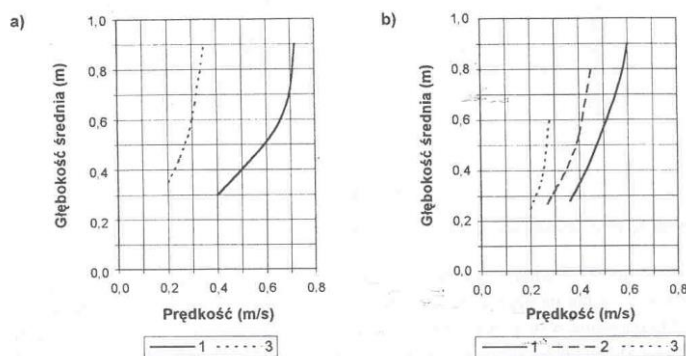 a)
Głębokość średnia (m)
1,0
0,8
0,6
0,4
0,2
0,0
0,0 0,2 0,4 0,6 0,8
Prędkość (m/s)
1 3
b)
Głębokość średnia (m)
1,0
0,8
0,6
0,4
0,2
0,0
0,0 0,2 0,4 0,6 0,8
Prędkość (m/s)
1 2 3